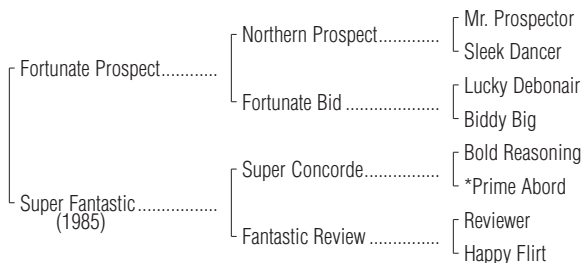 Mr. Prospector
Northern Prospect.............
Sleek Dancer
Fortunate Prospect............
Lucky Debonair
Fortunate Bid ....................
Biddy Big
Bold Reasoning
Super Concorde................
*Prime Abord
Super Fantastic.................
(1985)
Reviewer
Fantastic Review ...............
Happy Flirt